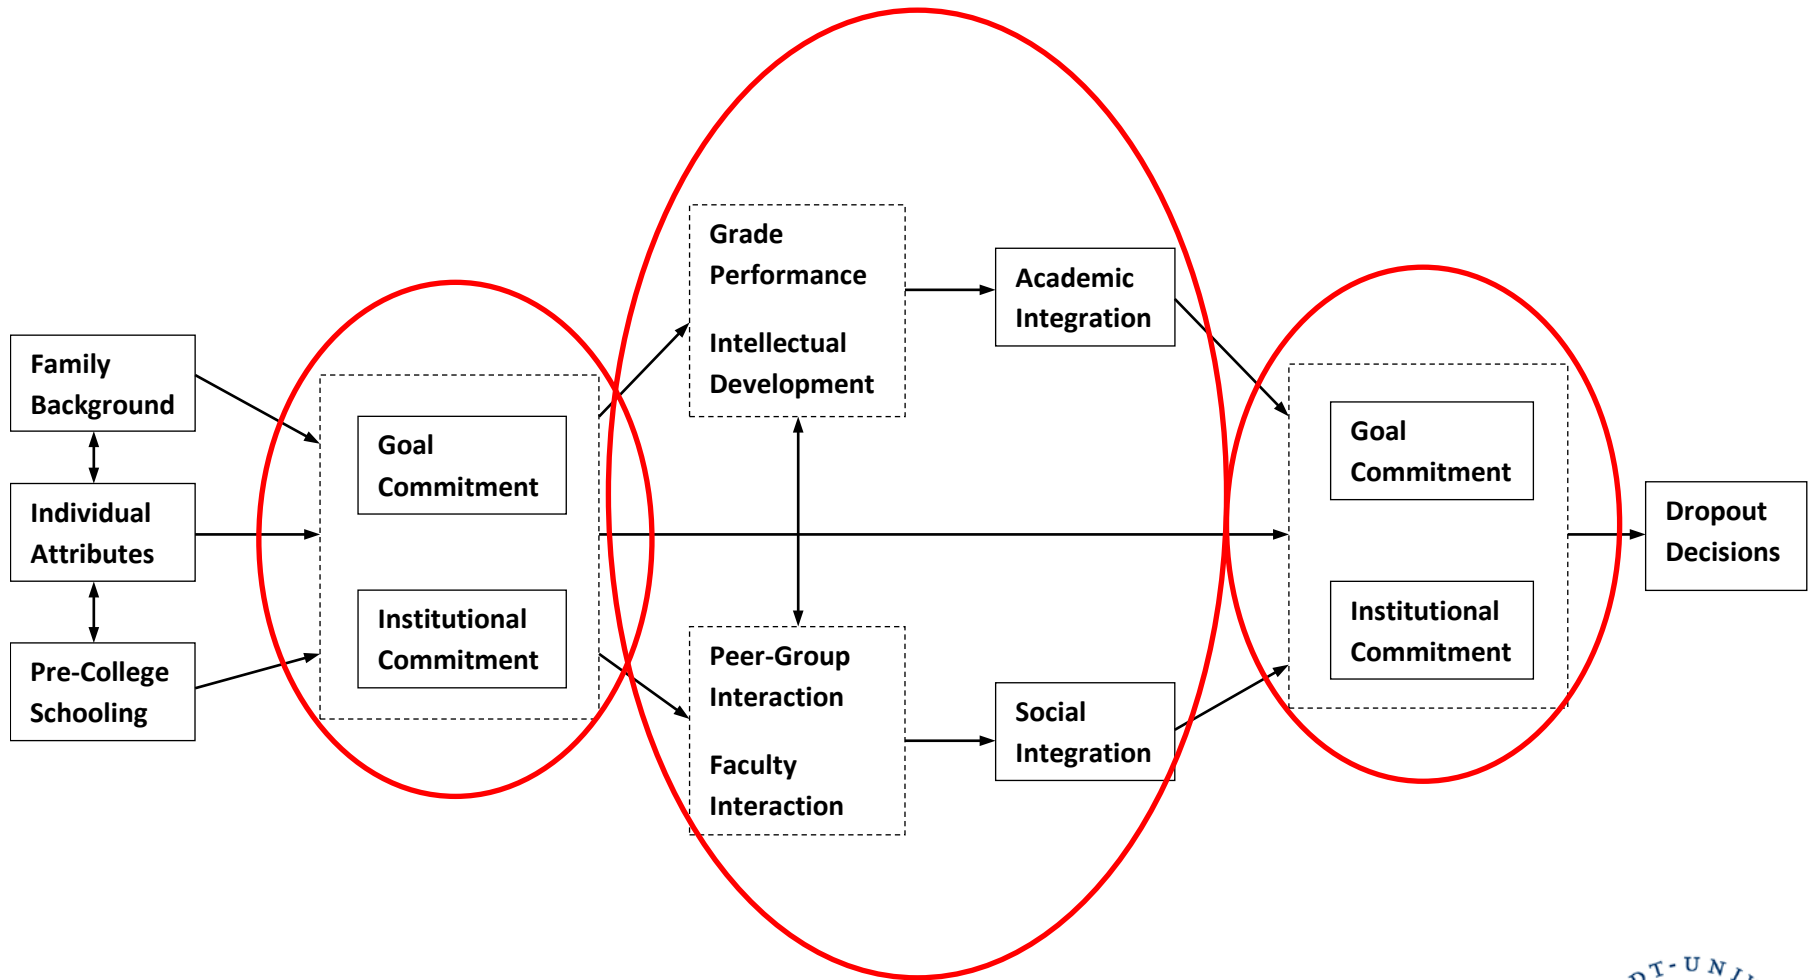 Family
Background
Individual
Attributes
Pre-College
Schooling
Goal
Commitment
Institutional
Commitment
Grade
Performance
Intellectual
Development
Peer-Group
Interaction
Faculty
Interaction
Academic
Integration
Social
Integration
Goal
Commitment
Institutional
Commitment
Dropout
Decisions